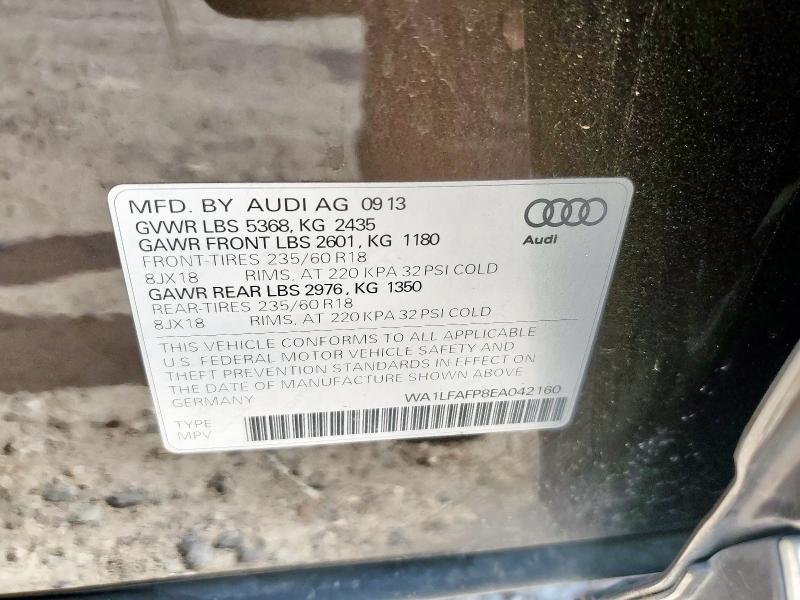 MFD. BY AUDI AG 0913
GVWR LBS 5368, KG 2435
GAWR FRONT LBS 2601, KG 1180
FRONT-TIRES 235/60 R18
8JX18 RIMS, AT 220 KPA 32 PSI COLD
GAWR REAR LBS 2976, KG 1350
REAR-TIRES 235/60 R18
8JX18 RIMS, AT 220 KPA 32 PSI COLD
Audi
THIS VEHICLE CONFORMS TO ALL APPLICABLE
U.S. FEDERAL MOTOR VEHICLE SAFETY AND
THEFT PREVENTION STANDARDS IN EFFECT ON
THE DATE OF MANUFACTURE SHOWN ABOVE
GERMANY WA1LFAFP8EA042160
TYPE
MPV